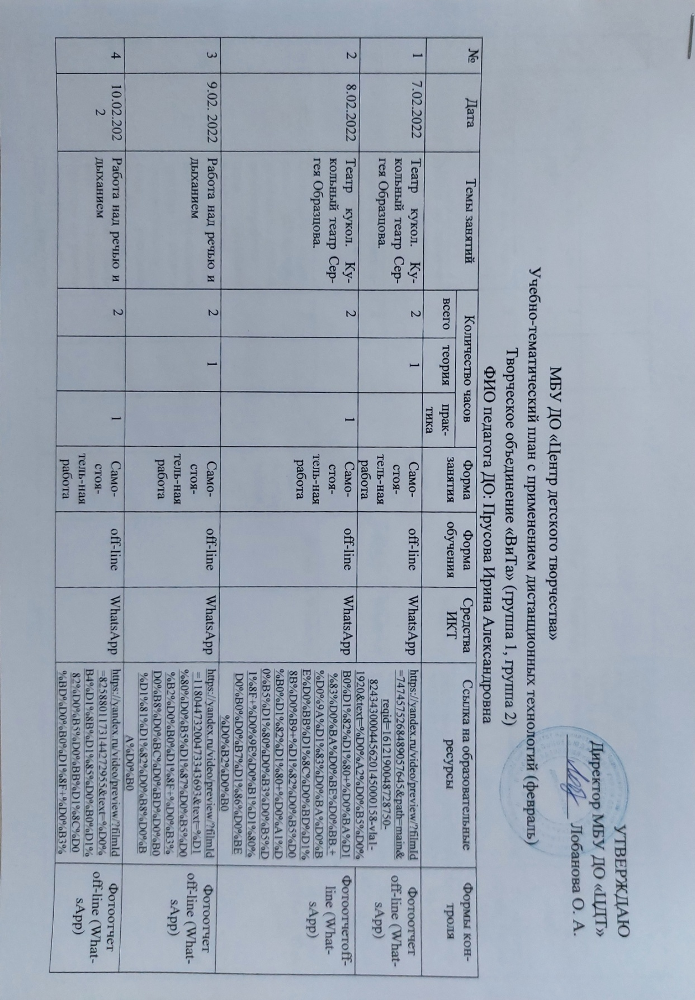 УТВЕРЖДАЮ
Директор МБУ ДО «ЦДТ»
Лобанова О. А.
МБУ ДО «Центр детского творчества»
Учебно-тематический план с применением дистанционных технологий (февраль)
Творческое объединение «ВиТа» (группа 1, группа 2)
ФИО педагога ДО: Прусова Ирина Александровна
№
Дата
Темы занятий
Количество часов
всего
теория
прак-
тика
Форма
занятия
Форма
обучения
Средства
ИКТ
Ссылка на образовательные
ресурсы
Формы кон-
троля
1
7.02.2022
Театр кукол. Ку-
кольный театр Сер-
гея Образцова.
2
1
Само-
стоя-
тель-ная
работа
off-line
WhatsApp
https://yandex.ru/video/preview/?filmId
=7474575268489057645&path=main&
reqid=1612190048728750-
824343000445620145000158-vla1-
1920&text=%D0%A2%D0%B5%D0%
B0%D1%82%D1%80+%D0%BA%D1
%83%D0%BA%D0%BE%D0%BB.+
%D0%9A%D1%83%D0%BA%D0%B
E%D0%BB%D1%8C%D0%BD%D1%
8B%D0%B9+%D1%82%D0%B5%D0
%B0%D1%82%D1%80+%D0%A1%D
0%B5%D1%80%D0%B3%D0%B5%D
1%8F+%D0%9E%D0%B1%D1%80%
D0%B0%D0%B7%D1%86%D0%BE
%D0%B2%D0%B0
Фотоотчет
off-line (What-
sApp)
2
8.02.2022
Театр кукол. Ку-
кольный театр Сер-
гея Образцова.
2
1
Само-
стоя-
тель-ная
работа
off-line
WhatsApp
Фотоотчетoff-
line (What-
sApp)
3
9.02. 2022
Работа над речью и
дыханием
2
1
Само-
стоя-
тель-ная
работа
off-line
WhatsApp
https://yandex.ru/video/preview/?filmId
=11804473200473343693&text=%D1
%80%D0%B5%D1%87%D0%B5%D0
%B2%D0%B0%D1%8F+%D0%B3%
D0%B8%D0%BC%D0%BD%D0%B0
%D1%81%D1%82%D0%B8%D0%B
A%D0%B0
Фотоотчет
off-line (What-
sApp)
4
10.02.202
2
Работа над речью и
дыханием
2
1
Само-
стоя-
тель-ная
работа
off-line
WhatsApp
https://yandex.ru/video/preview/?filmId
=8258801173144272955&text=%D0%
B4%D1%8B%D1%85%D0%B0%D1%
82%D0%B5%D0%BB%D1%8C%D0
%BD%D0%B0%D1%8F+%D0%B3%
Фотоотчет
off-line (What-
sApp)